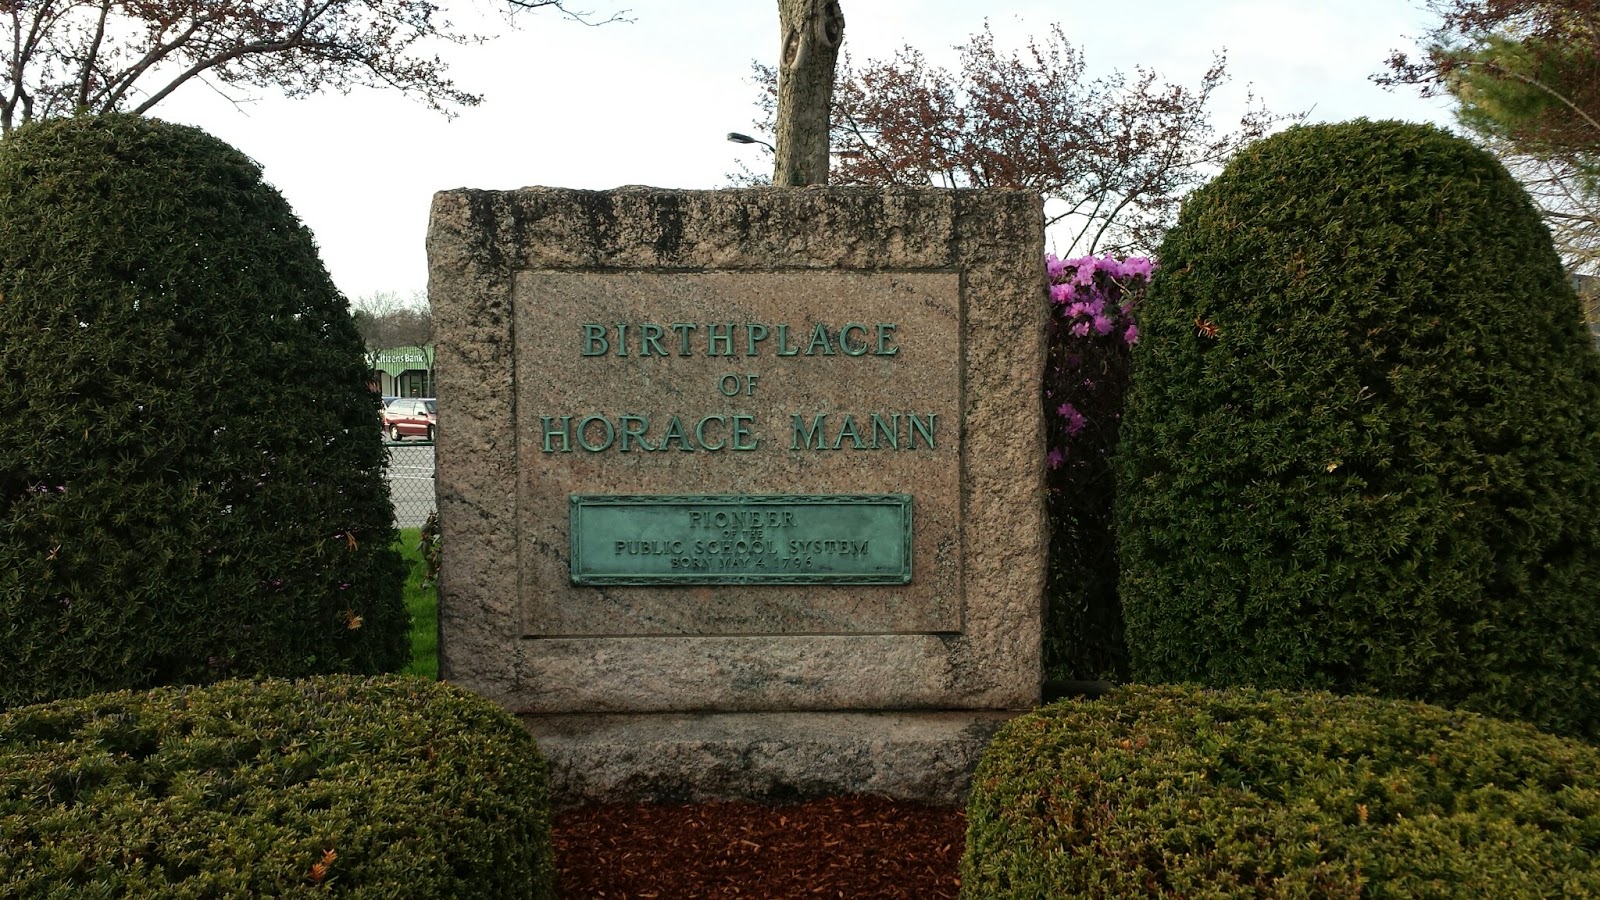 BIRTHPLACE
OF
HORACE MANN
PIONEER
OF THE
PUBLIC SCHOOL SYSTEM
BORN MAY 4, 1796
Citizens Bank